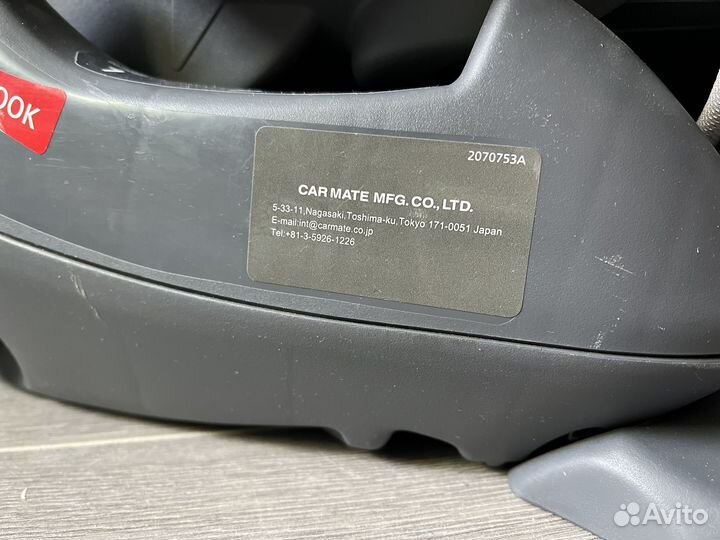 OOK
2070753A
CAR MATE MFG. CO., LTD.
5-33-11,Nagasaki,Toshima-ku,Tokyo 171-0051 Japan
E-mail:int@carmate.co.jp
Tel:+81-3-5926-1226
Avito